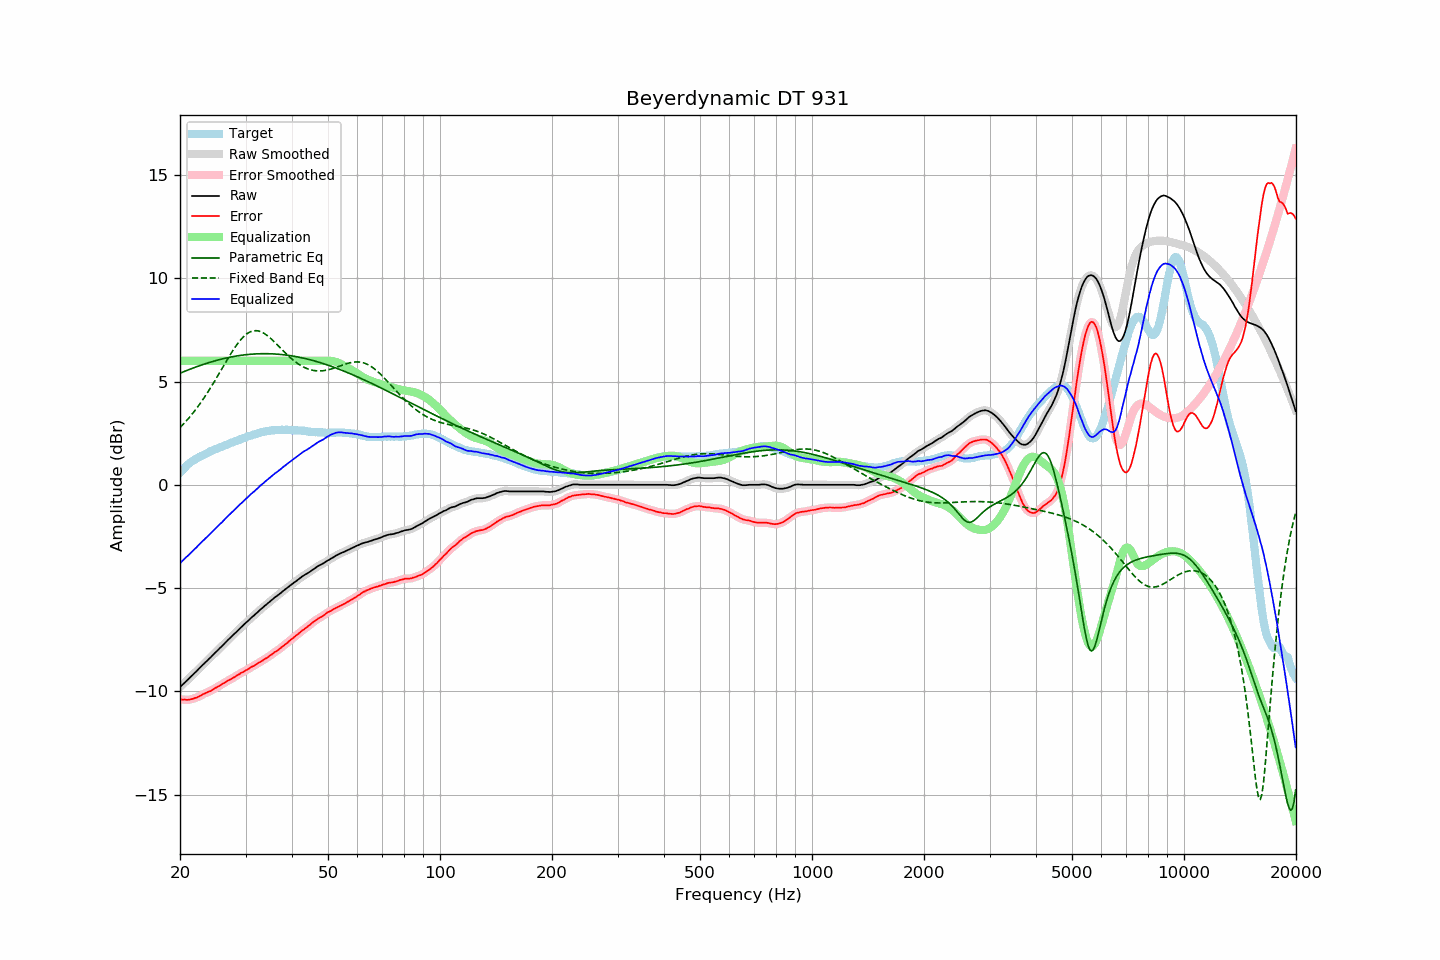 Beyerdynamic DT 931
Target
Raw Smoothed
Error Smoothed
Raw
Error
Equalization
Parametric Eq
Fixed Band Eq
Equalized
Amplitude (dBr)
15
10
5
0
−5
−10
−15
20 50 100 200 500 1000 2000 5000 10000 20000
Frequency (Hz)